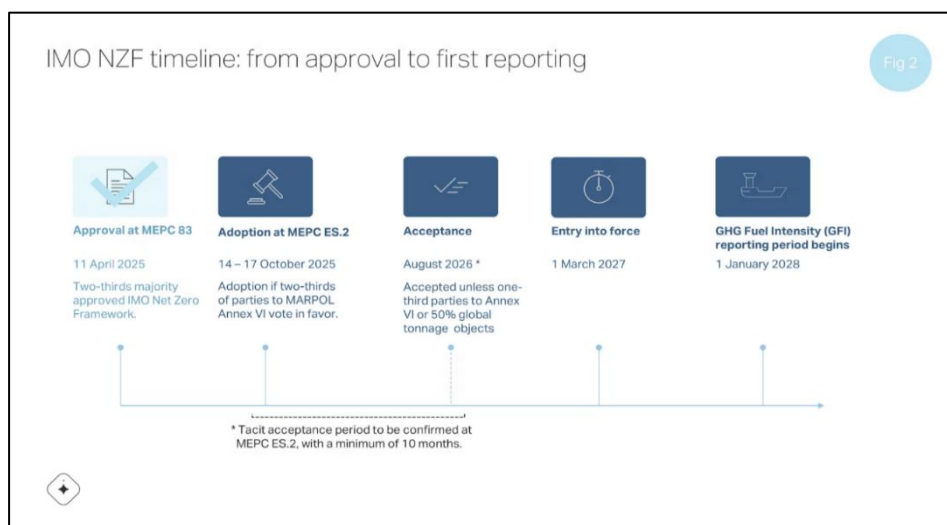 IMO NZF timeline: from approval to first reporting
Fig 2
Approval at MEPC 83
11 April 2025
Two-thirds majority
approved IMO Net Zero
Framework.
Adoption at MEPC ES.2
14 – 17 October 2025
Adoption if two-thirds
of parties to MARPOL
Annex VI vote in favor.
Acceptance
August 2026 *
Accepted unless one-
third parties to Annex
VI or 50% global
tonnage objects
Entry into force
1 March 2027
GHG Fuel Intensity (GFI)
reporting period begins
1 January 2028
* Tacit acceptance period to be confirmed at
MEPC ES.2, with a minimum of 10 months.